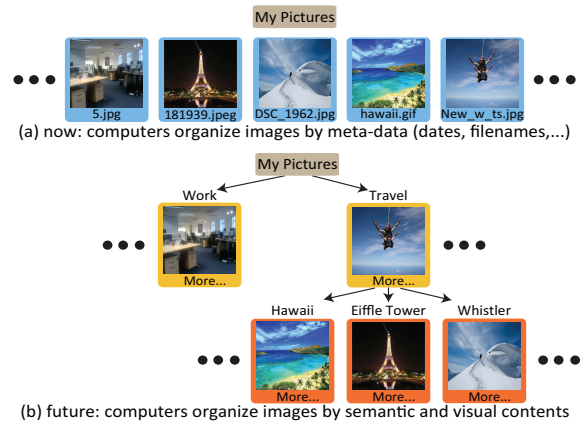 My Pictures
5.jpg
181939.jpeg
DSC_1962.jpg
hawaii.gif
New_w_ts.jpg
(a) now: computers organize images by meta-data (dates, filenames,...)
My Pictures
Work
Travel
More...
More...
Hawaii
Eiffle Tower
Whistler
More...
More...
More...
(b) future: computers organize images by semantic and visual contents